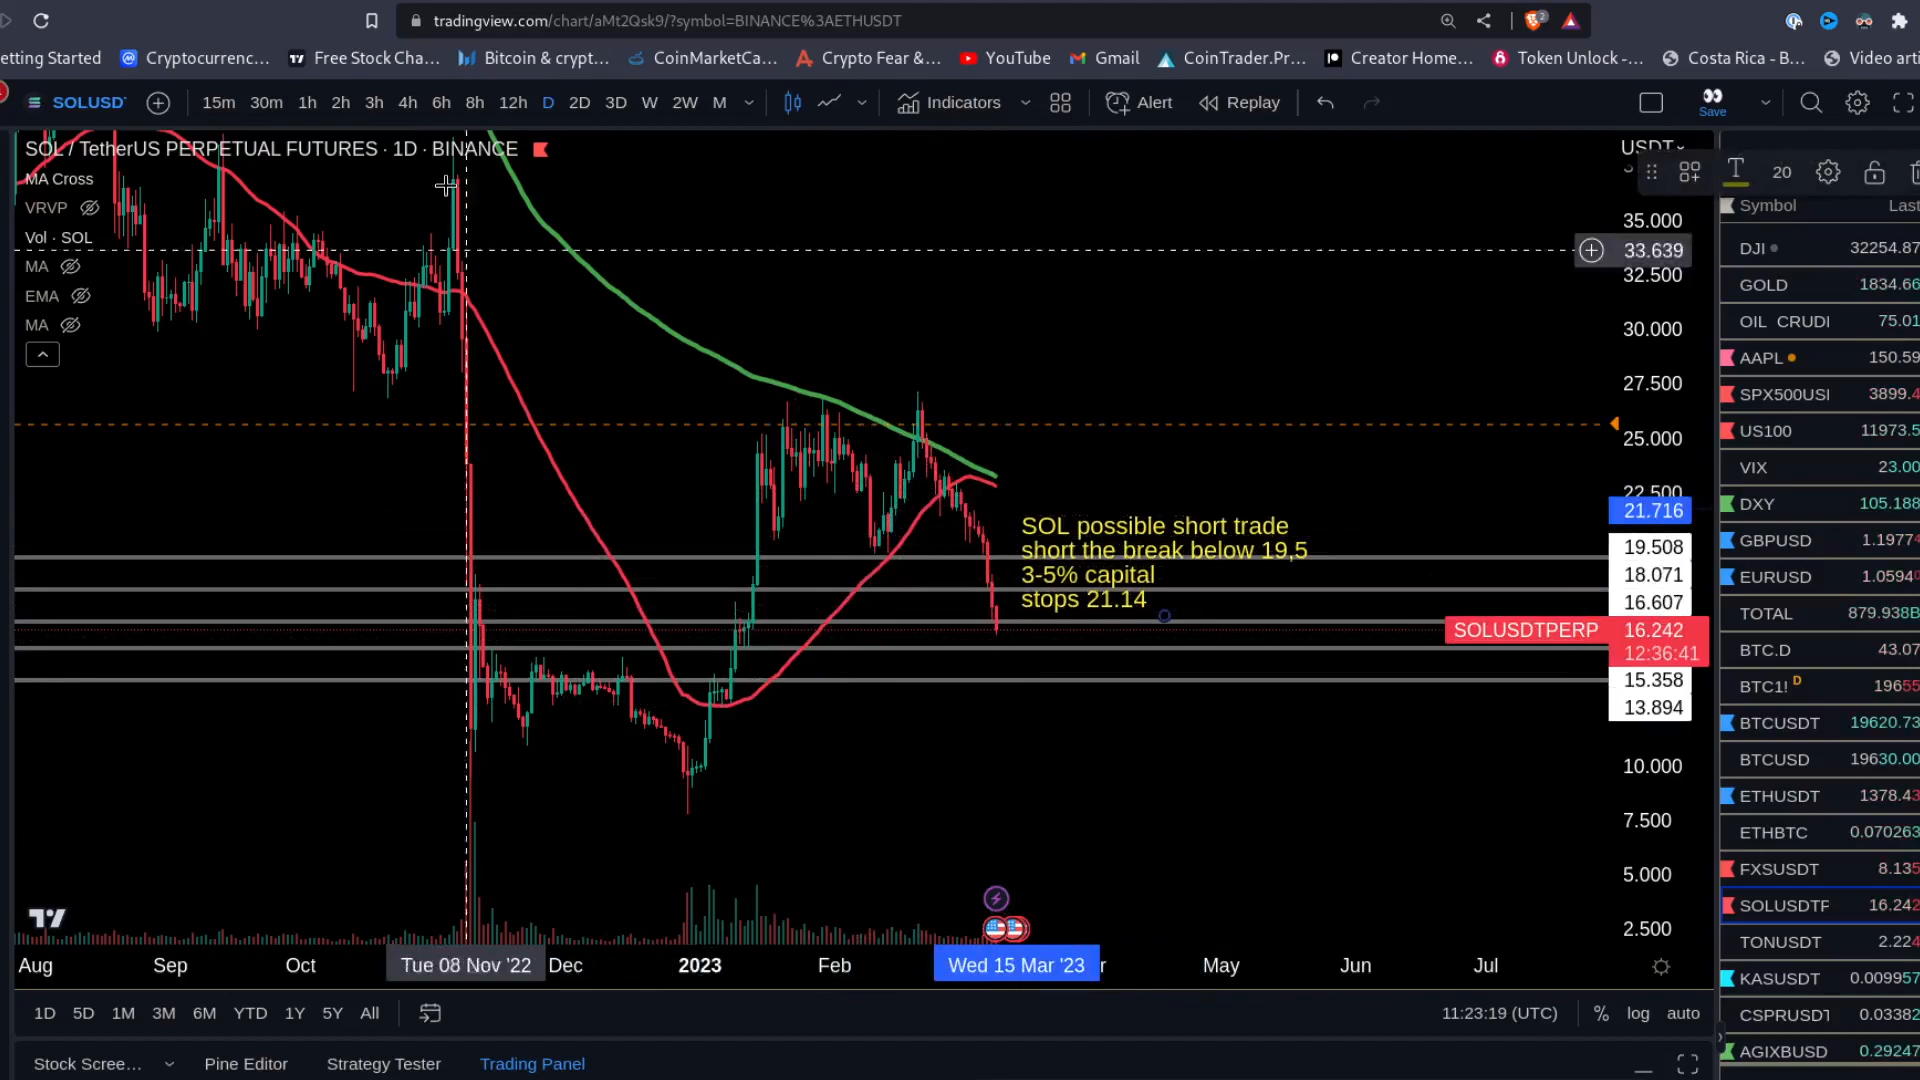 tradingview.com/chart/aMt2Qsk9/?symbol=BINANCE%3AETHUSDT
2
etting Started
Cryptocurrenc...
Free Stock Cha...
Bitcoin & crypt...
CoinMarketCa...
Crypto Fear &...
YouTube
Gmail
CoinTrader.Pr...
Creator Home...
Token Unlock -...
Costa Rica - B...
Video arti
SOLUSD
15m 30m 1h 2h 3h 4h 6h 8h 12h D 2D 3D W 2W M
Indicators
Alert
Replay
Save
SOL / TetherUS PERPETUAL FUTURES · 1D · BINANCE
MA Cross
VRVP
Vol · SOL
MA
EMA
MA
USDT
35.000
33.639
32.500
30.000
27.500
25.000
22.500
21.716
19.508
18.071
16.607
SOLUSDTPERP 16.242
12:36:41
15.358
13.894
10.000
7.500
5.000
2.500
SOL possible short trade
short the break below 19,5
3-5% capital
stops 21.14
Aug Sep Oct Tue 08 Nov '22 Dec 2023 Feb Wed 15 Mar '23 r May Jun Jul
1D 5D 1M 3M 6M YTD 1Y 5Y All
11:23:19 (UTC) % log auto
Stock Scree... Pine Editor Strategy Tester Trading Panel
T 20
Symbol Last
DJI 32254.87
GOLD 1834.66
OIL CRUDI 75.01
AAPL 150.59
SPX500USI 3899.4
US100 11973.5
VIX 23.00
DXY 105.188
GBPUSD 1.1977
EURUSD 1.0594
TOTAL 879.938B
BTC.D 43.07
BTC1! D 19655
BTCUSDT 19620.73
BTCUSD 19630.00
ETHUSDT 1378.43
ETHBTC 0.070263
FXSUSDT 8.135
SOLUSDTF 16.242
TONUSDT 2.224
KASUSDT 0.009957
CSPRUSDT 0.03382
AGIXBUSD 0.29247